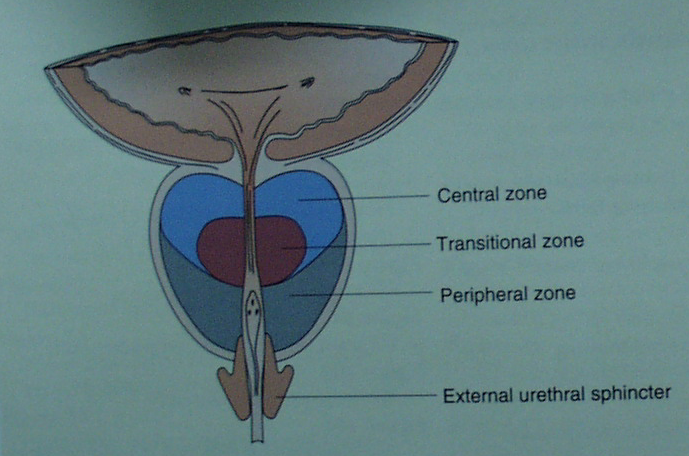 Central zone
Transitional zone
Peripheral zone
External urethral sphincter